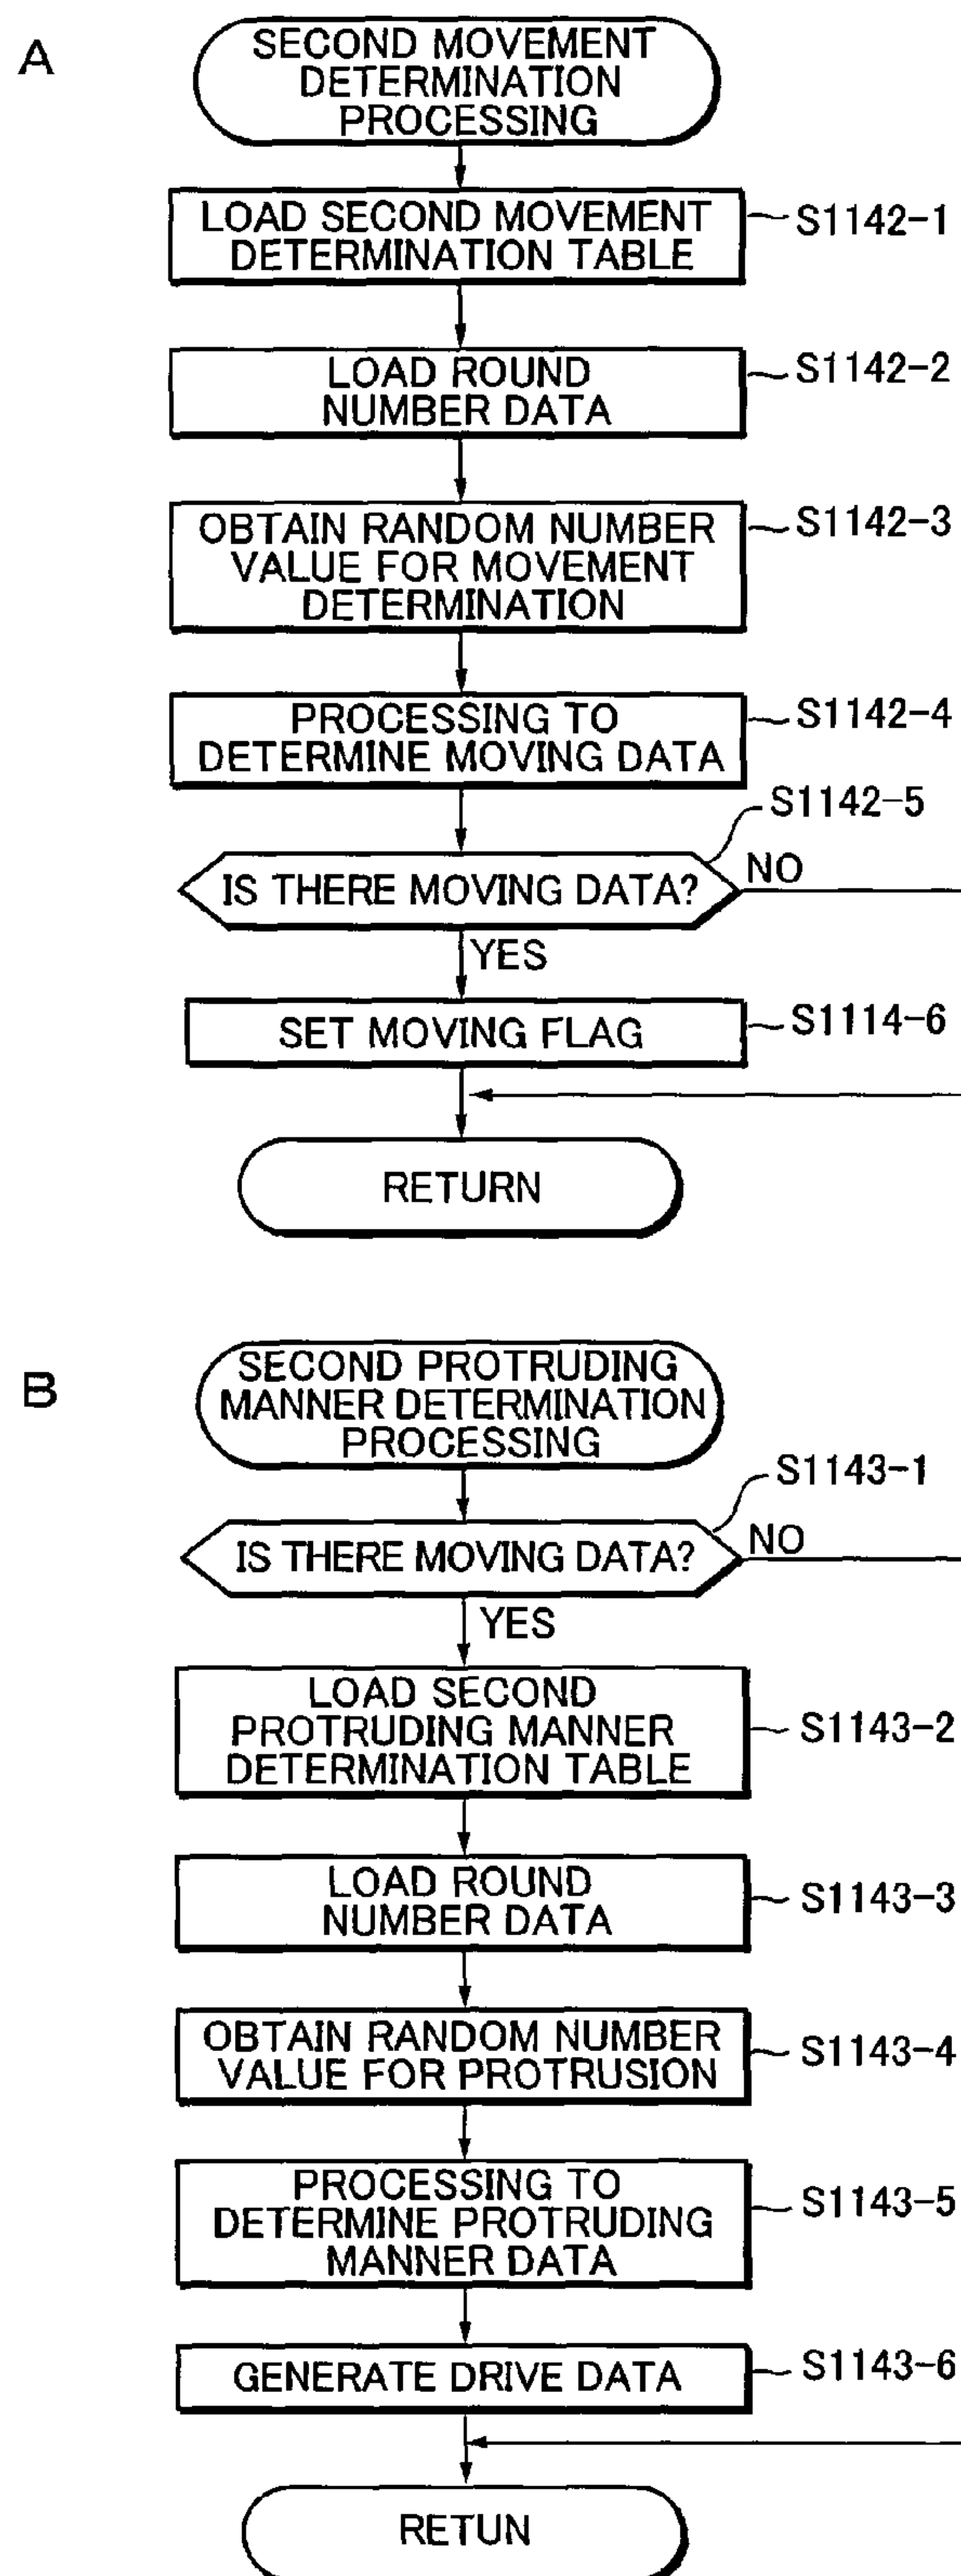 A
SECOND MOVEMENT
DETERMINATION
PROCESSING
LOAD SECOND MOVEMENT
DETERMINATION TABLE
S1142-1
LOAD ROUND
NUMBER DATA
S1142-2
OBTAIN RANDOM NUMBER
VALUE FOR MOVEMENT
DETERMINATION
S1142-3
PROCESSING TO
DETERMINE MOVING DATA
S1142-4
S1142-5
IS THERE MOVING DATA?
NO
YES
SET MOVING FLAG
S1114-6
RETURN
B
SECOND PROTRUDING
MANNER DETERMINATION
PROCESSING
S1143-1
IS THERE MOVING DATA?
NO
YES
LOAD SECOND
PROTRUDING MANNER
DETERMINATION TABLE
S1143-2
LOAD ROUND
NUMBER DATA
S1143-3
OBTAIN RANDOM NUMBER
VALUE FOR PROTRUSION
S1143-4
PROCESSING TO
DETERMINE PROTRUDING
MANNER DATA
S1143-5
GENERATE DRIVE DATA
S1143-6
RETUN